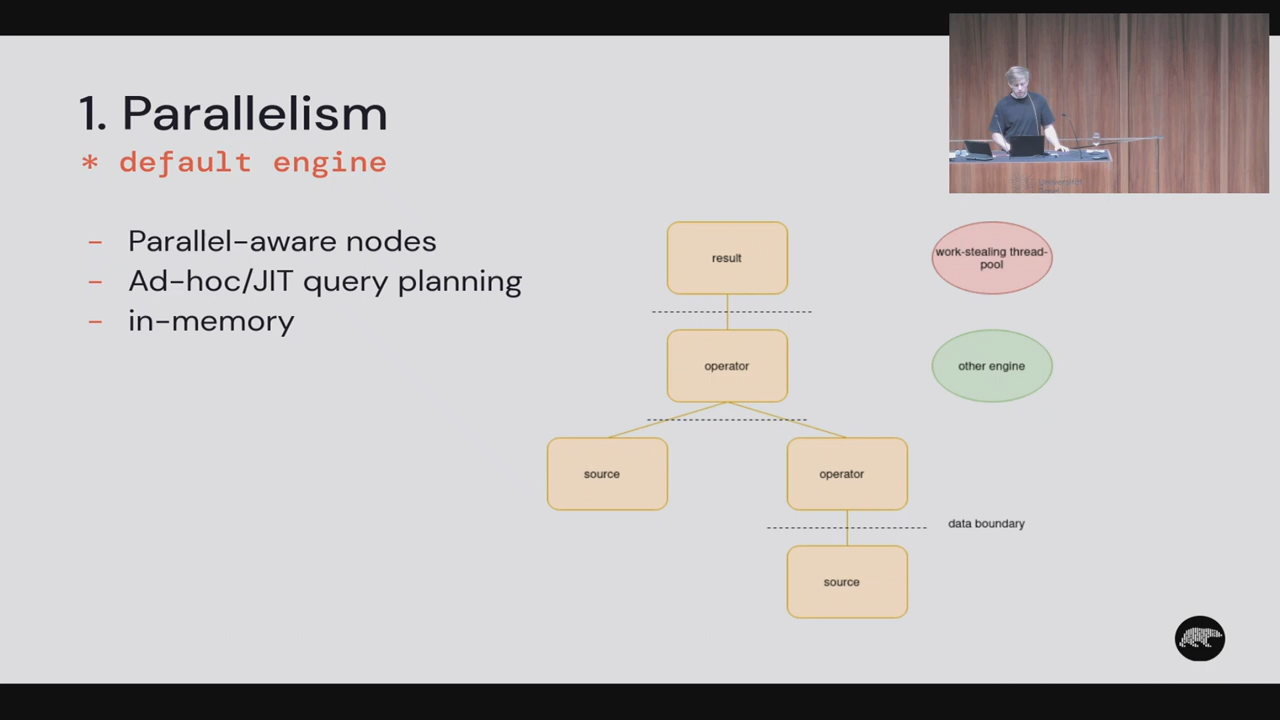 1. Parallelism
* default engine
- Parallel-aware nodes
- Ad-hoc/JIT query planning
- in-memory
result
work-stealing thread-
pool
operator
other engine
source
operator
data boundary
source